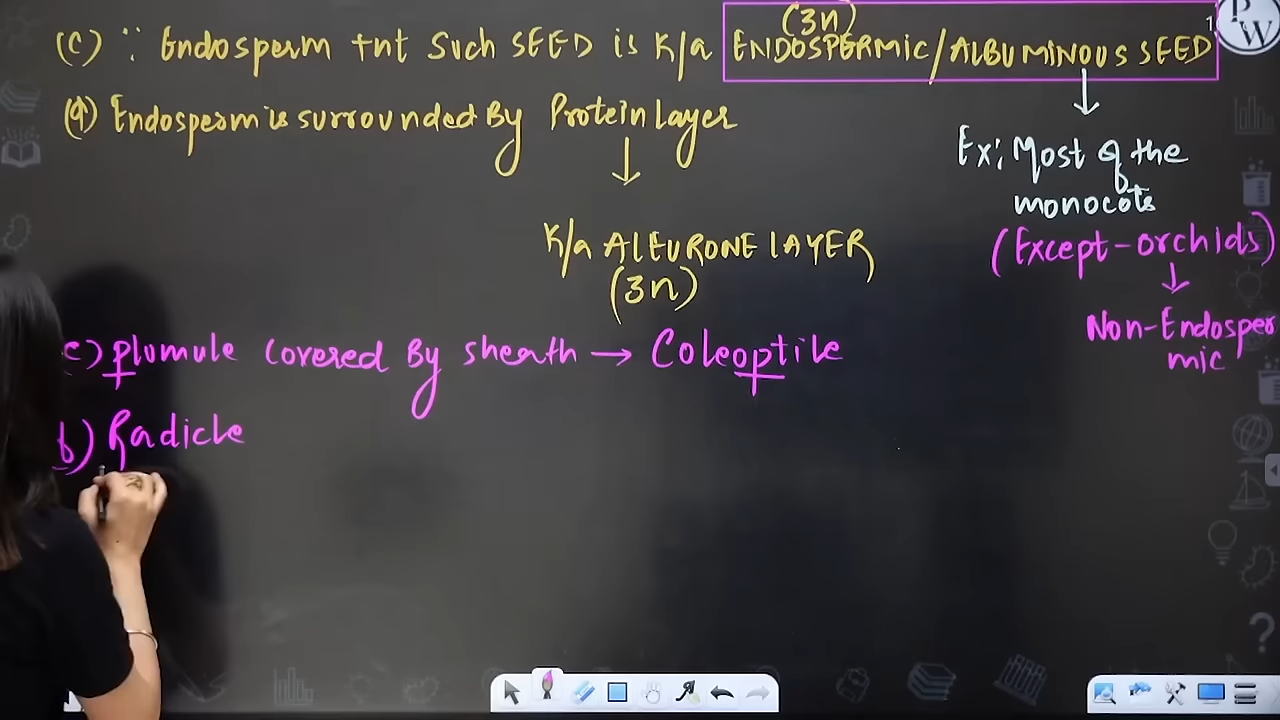 (c) ∵ Endosperm tnt Such SEED is K/a ENDOSPERMIC/ALBUMINOUS SEED
(3n)
(d) Endosperm is surrounded By Protein Layer
K/a ALEURONE LAYER
(3n)
Ex: Most of the
monocots
(Except-orchids)
Non-Endosper
mic
e) plumule covered By sheath → Coleoptile
b) Radicle
P
W